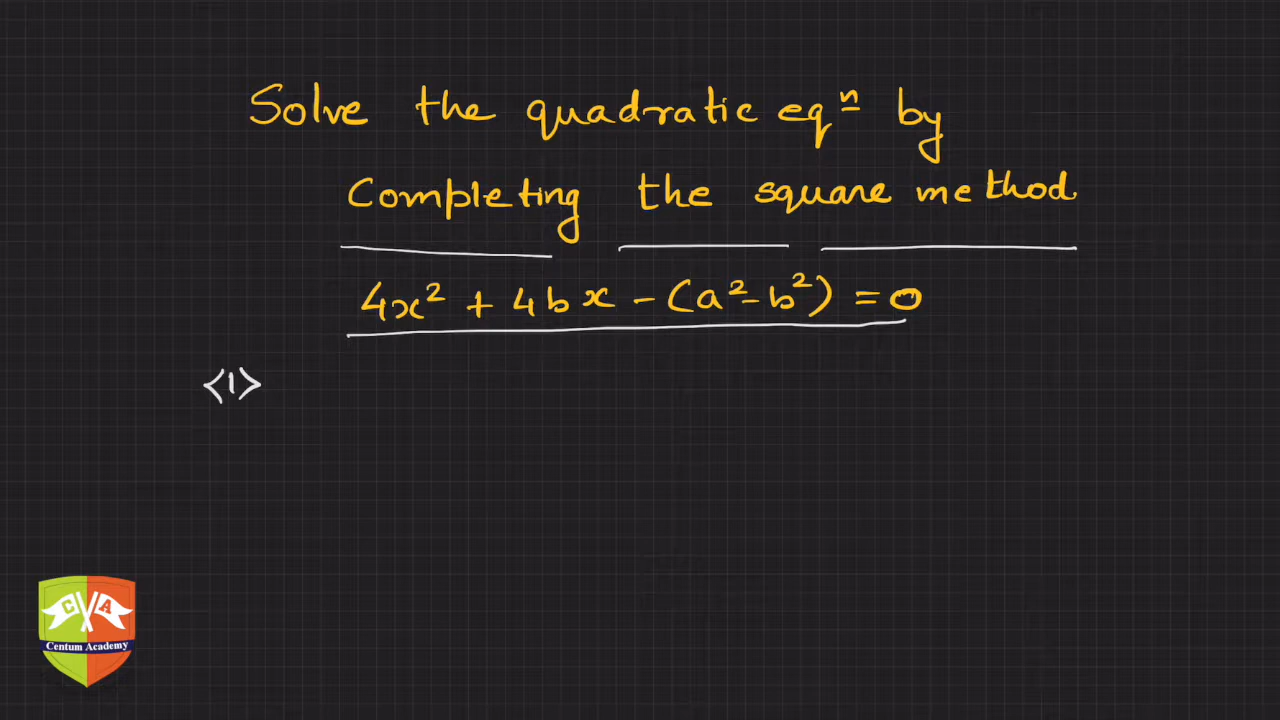 Solve the quadratic eqⁿ by
Completing the square method
4x² + 4bx - (a² - b²) = 0
<1>
C A
Centum Academy